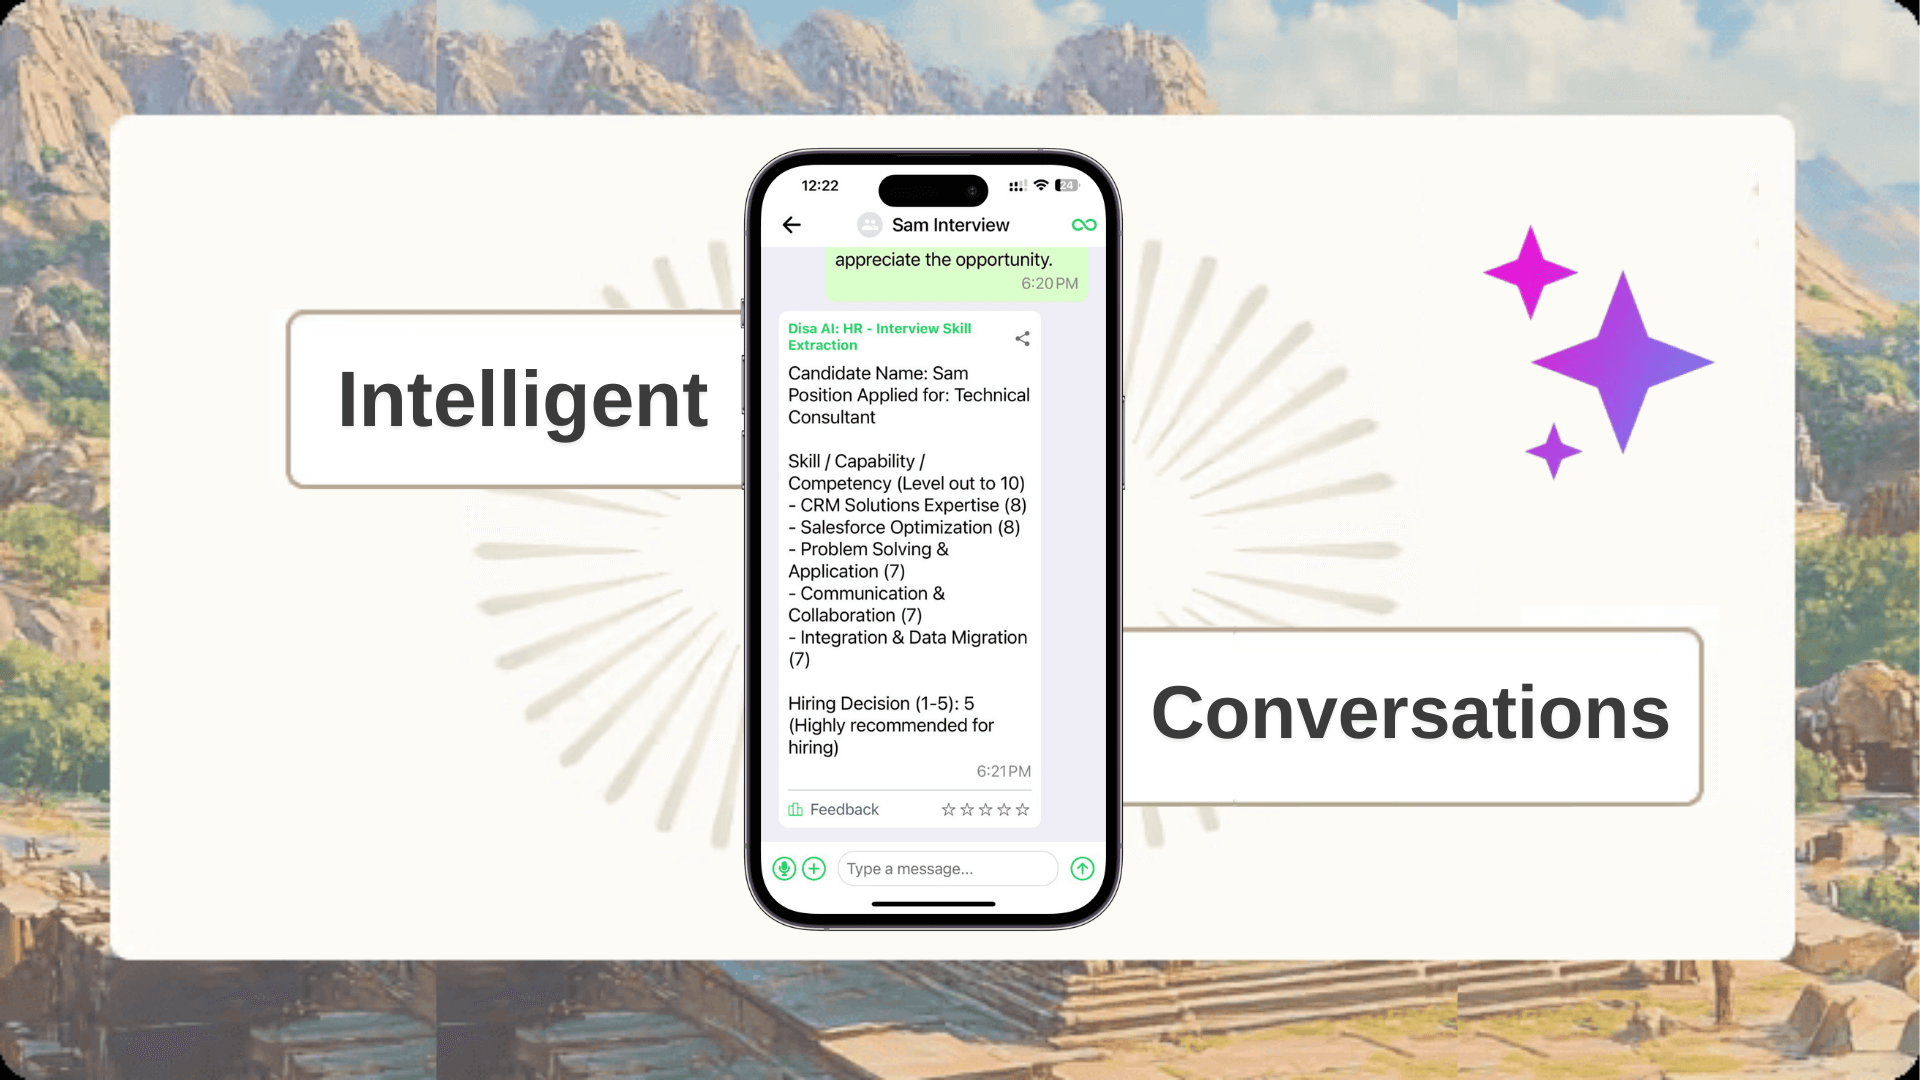 12:22
24
Sam Interview
appreciate the opportunity.
6:20 PM
Disa AI: HR - Interview Skill
Extraction
Candidate Name: Sam
Position Applied for: Technical
Consultant
Skill / Capability /
Competency (Level out to 10)
- CRM Solutions Expertise (8)
- Salesforce Optimization (8)
- Problem Solving &
Application (7)
- Communication &
Collaboration (7)
- Integration & Data Migration
(7)
Hiring Decision (1-5): 5
(Highly recommended for
hiring)
6:21 PM
Feedback
Type a message...
Intelligent
Conversations